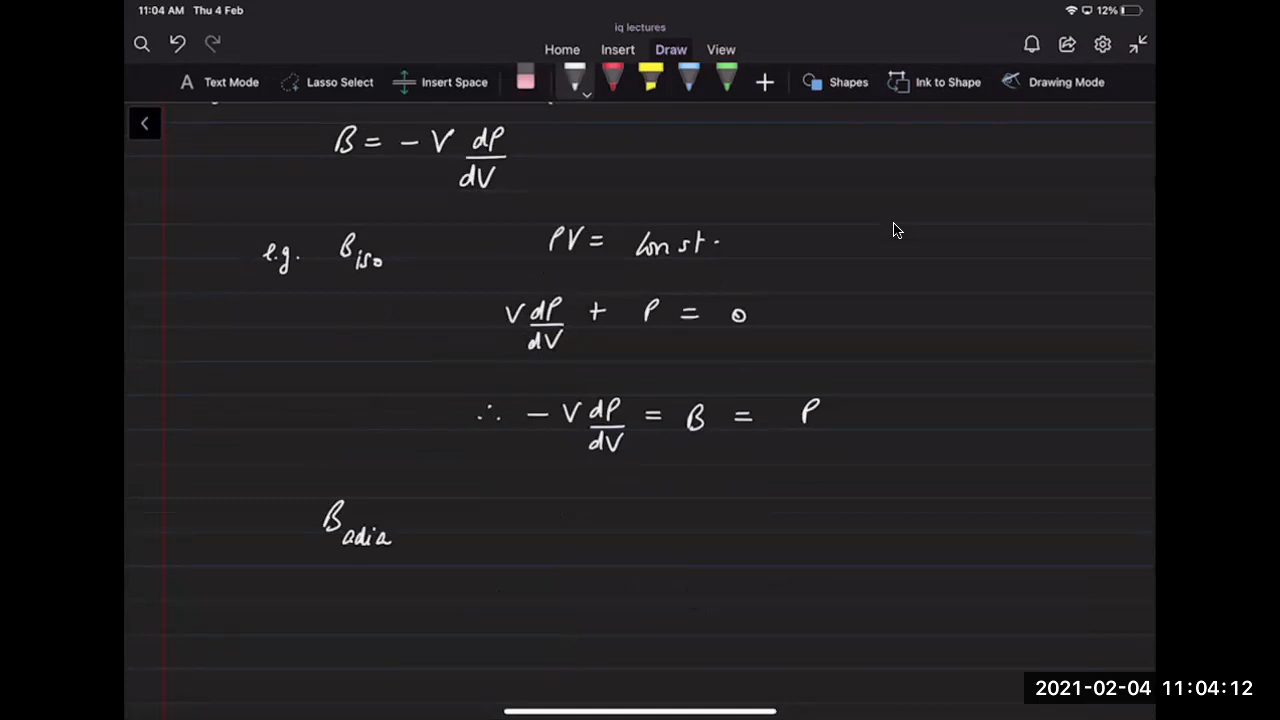 11:04 AM Thu 4 Feb
12%
iq lectures
Home Insert Draw View
A Text Mode Lasso Select Insert Space Shapes Ink to Shape Drawing Mode
B = - V dP/dV
e.g. B_iso PV = const.
V dP/dV + P = 0
∴ - V dP/dV = B = P
B_adia
2021-02-04 11:04:12